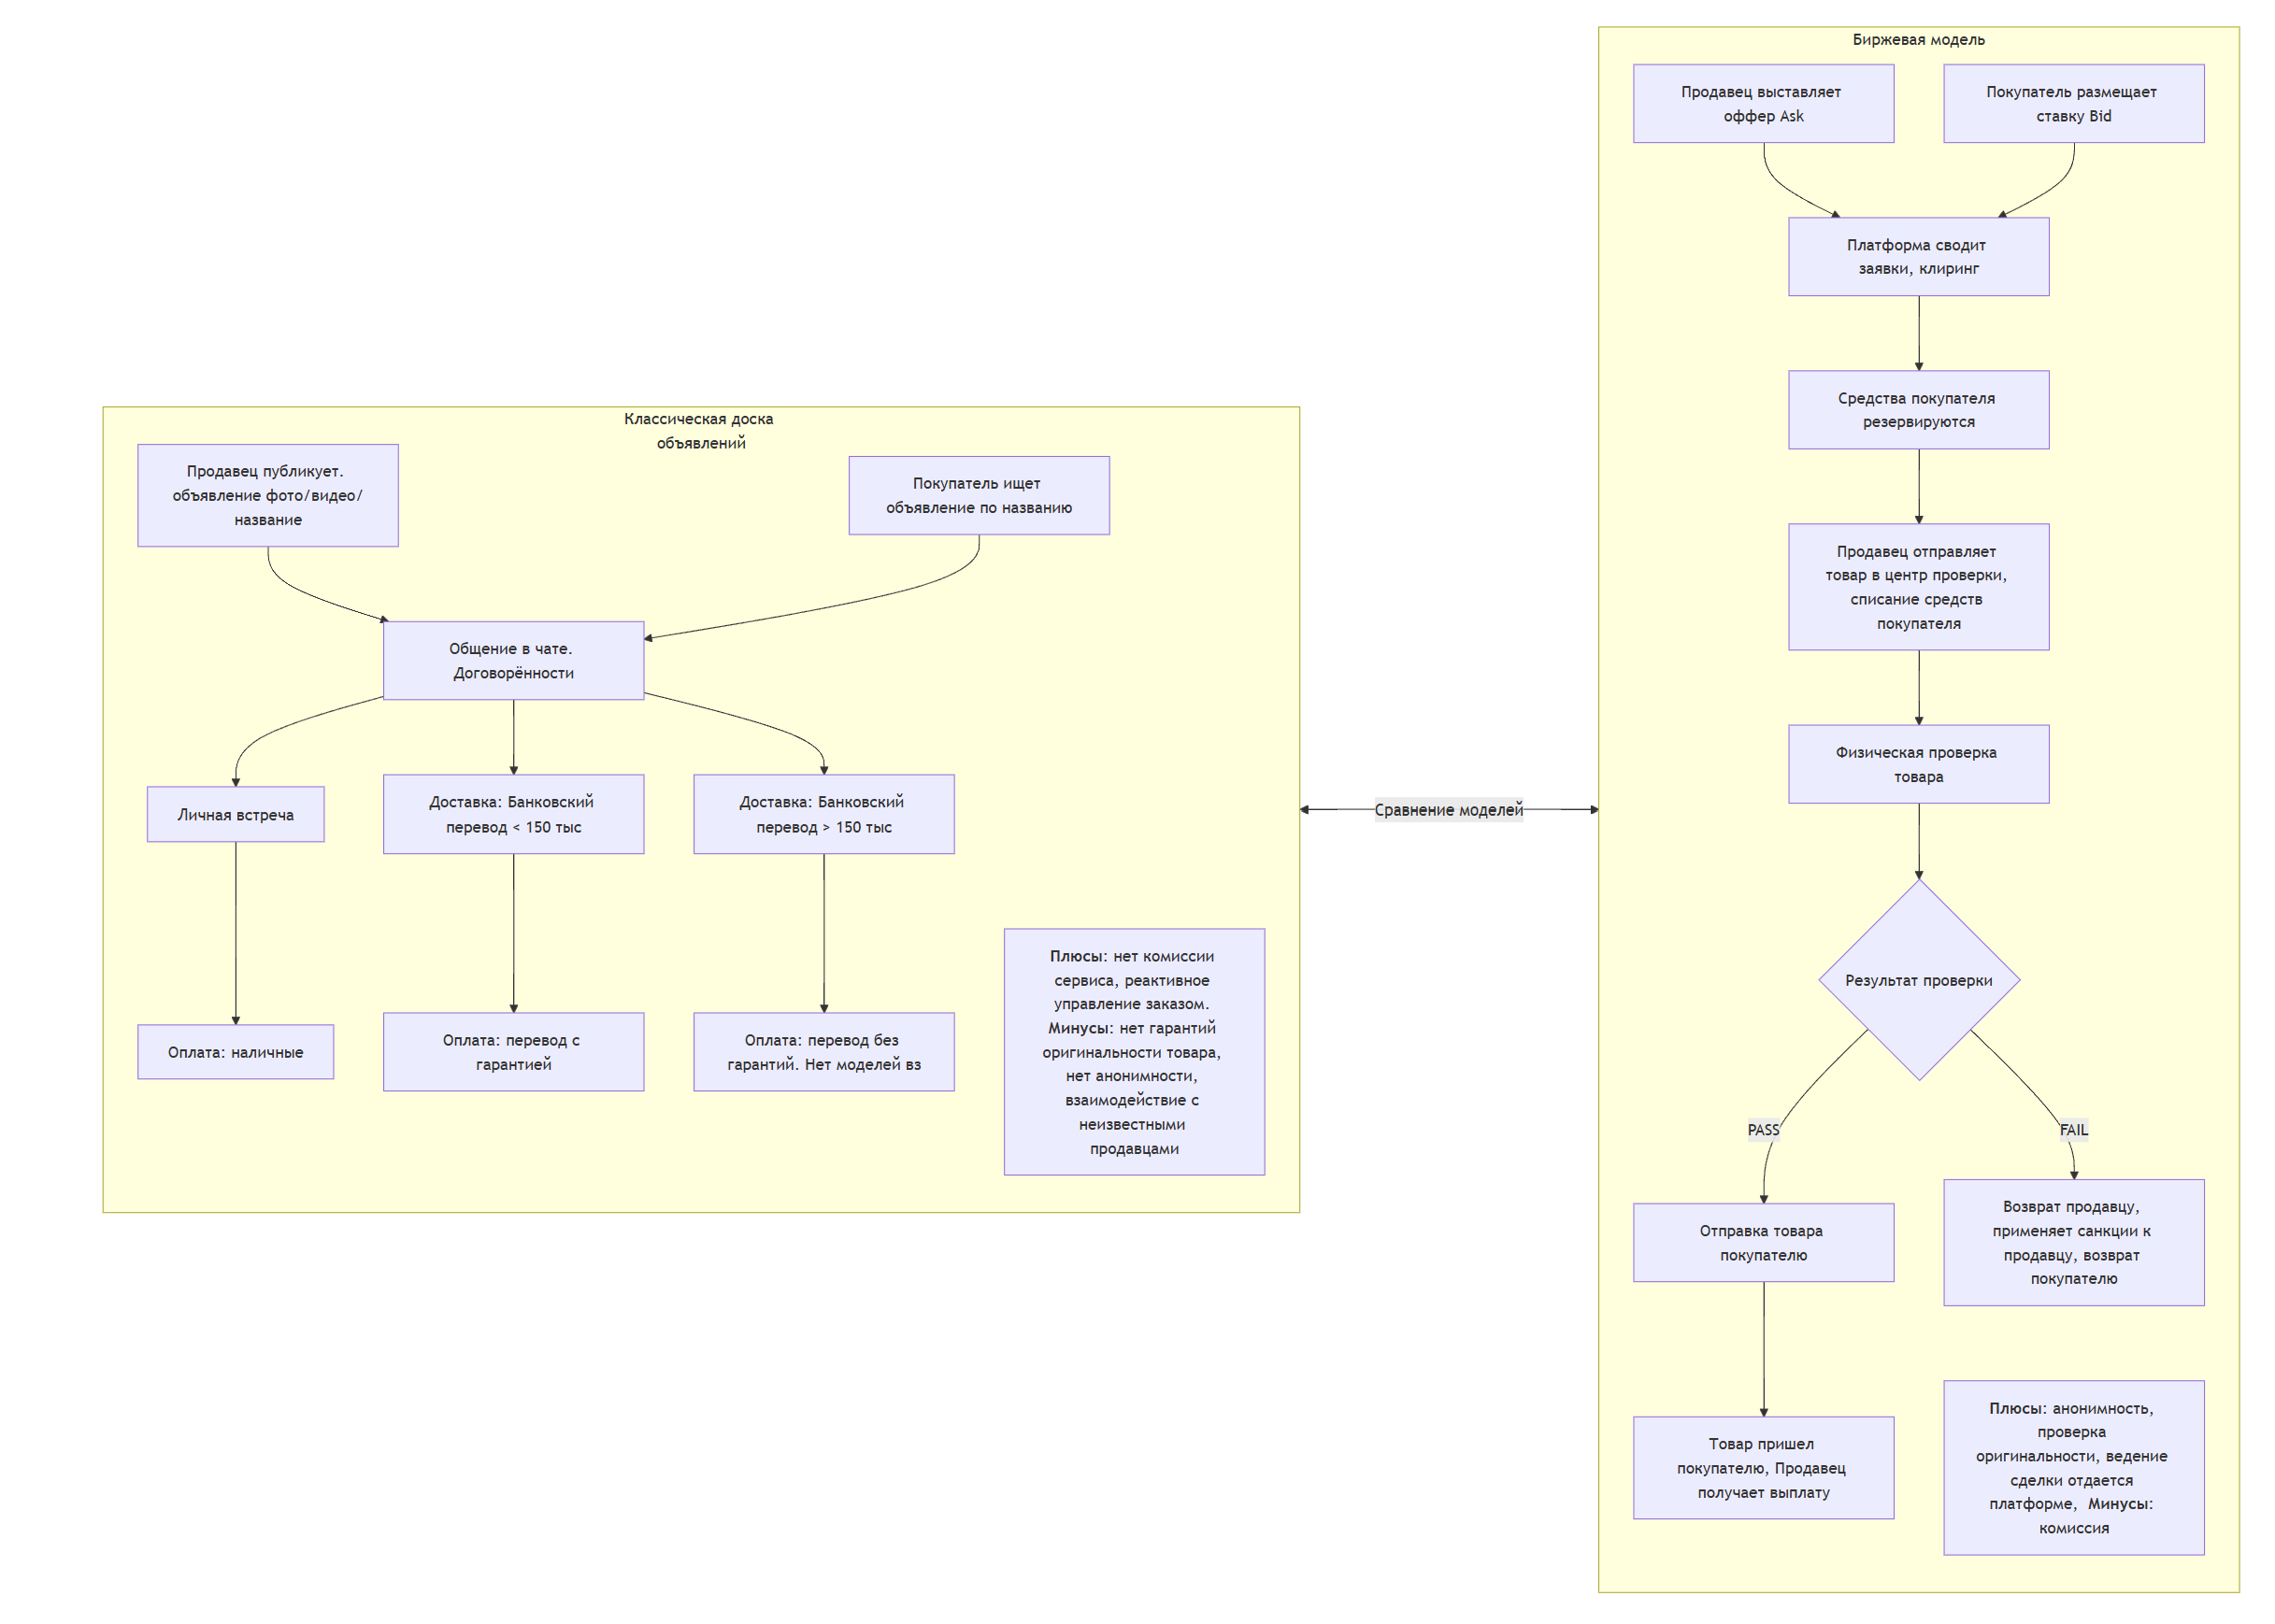 Классическая доска
объявлений
Продавец публикует.
объявление фото/видео/
название
Покупатель ищет
объявление по названию
Общение в чате.
Договорённости
Личная встреча
Доставка: Банковский
перевод < 150 тыс
Доставка: Банковский
перевод > 150 тыс
Оплата: наличные
Оплата: перевод с
гарантией
Оплата: перевод без
гарантий. Нет моделей вз
Плюсы: нет комиссии
сервиса, реактивное
управление заказом.
Минусы: нет гарантий
оригинальности товара,
нет анонимности,
взаимодействие с
неизвестными
продавцами
Сравнение моделей
Биржевая модель
Продавец выставляет
оффер Ask
Покупатель размещает
ставку Bid
Платформа сводит
заявки, клиринг
Средства покупателя
резервируются
Продавец отправляет
товар в центр проверки,
списание средств
покупателя
Физическая проверка
товара
Результат проверки
PASS
FAIL
Отправка товара
покупателю
Возврат продавцу,
применяет санкции к
продавцу, возврат
покупателю
Товар пришел
покупателю, Продавец
получает выплату
Плюсы: анонимность,
проверка
оригинальности, ведение
сделки отдается
платформе, Минусы:
комиссия